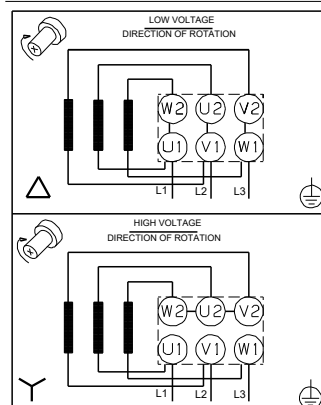 LOW VOLTAGE
DIRECTION OF ROTATION
W2 U2 V2
U1 V1 W1
L1 L2 L3
HIGH VOLTAGE
DIRECTION OF ROTATION
W2 U2 V2
U1 V1 W1
L1 L2 L3